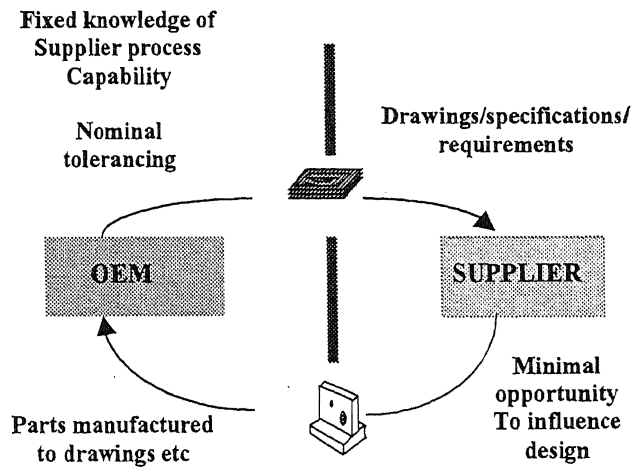 Fixed knowledge of
Supplier process
Capability
Nominal
tolerancing
Drawings/specifications/
requirements
OEM
SUPPLIER
Parts manufactured
to drawings etc
Minimal
opportunity
To influence
design